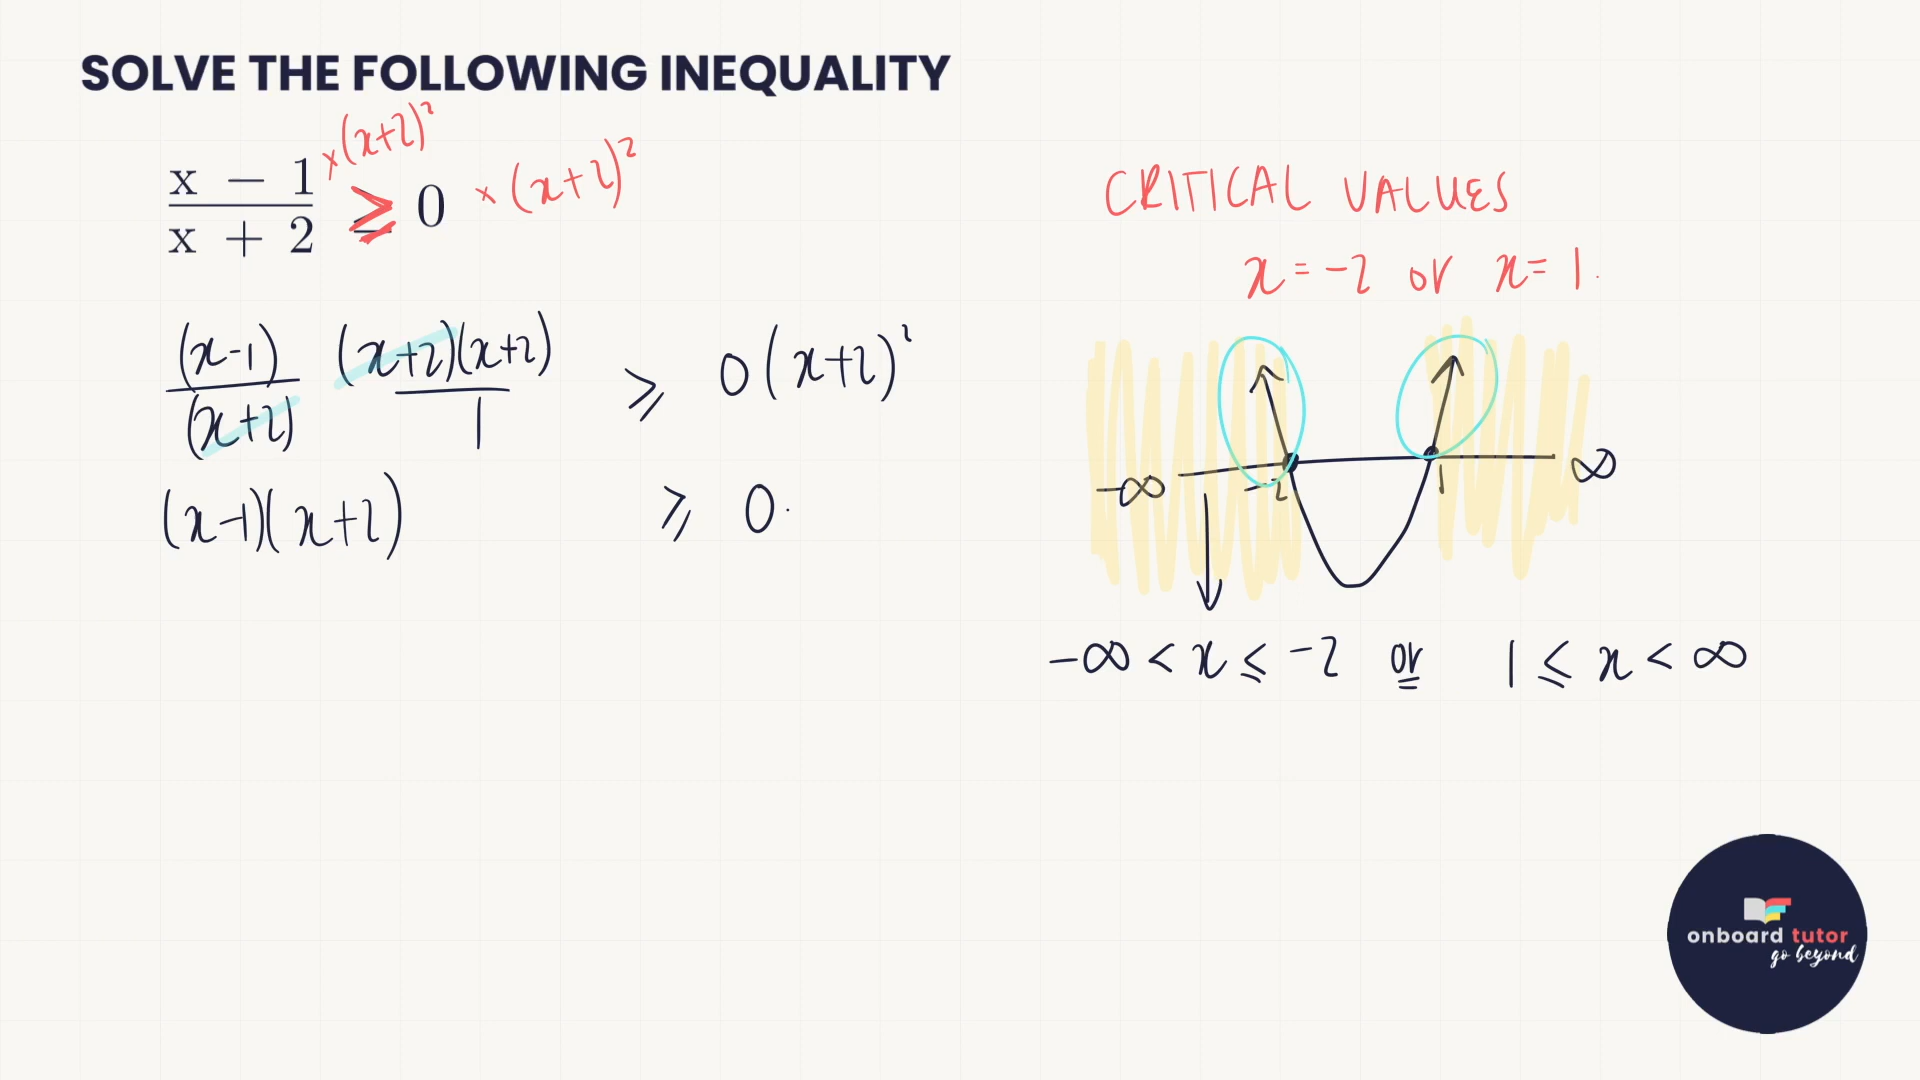 SOLVE THE FOLLOWING INEQUALITY
×(x+2)²
x − 1 / x + 2 ≥ 0 ×(x+2)²
(x-1)/(x+2) (x+2)(x+2)/1 ≥ 0(x+2)²
(x-1)(x+2) ≥ 0.
CRITICAL VALUES
x = -2 or x = 1.
-∞ -2 1 ∞
-∞ < x ≤ -2 or 1 ≤ x < ∞
onboard tutor
go beyond